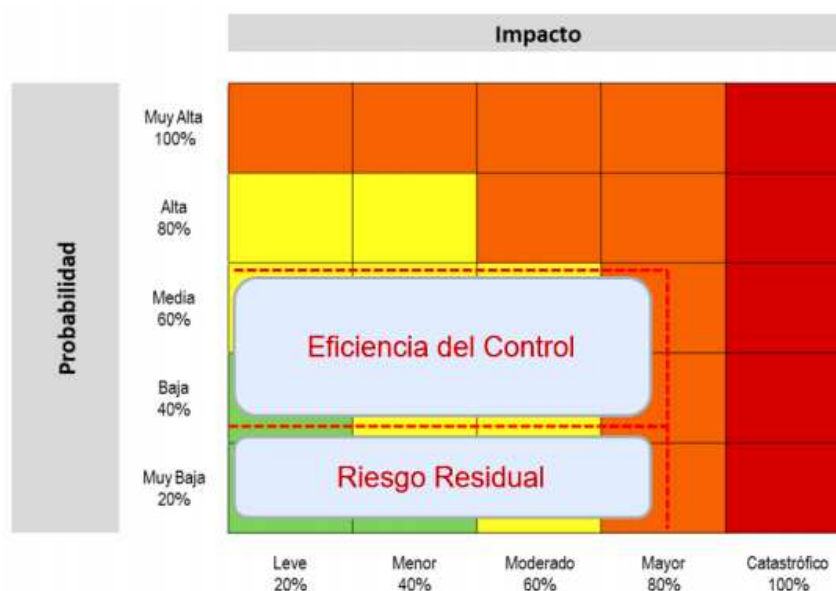 Impacto
Probabilidad
Muy Alta
100%
Alta
80%
Media
60%
Baja
40%
Muy Baja
20%
Eficiencia del Control
Riesgo Residual
Leve
20%
Menor
40%
Moderado
60%
Mayor
80%
Catastrófico
100%